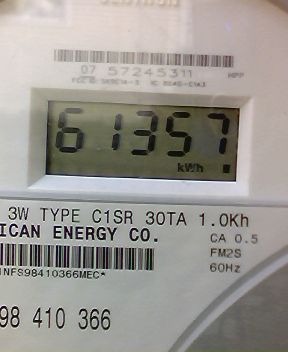 07 57245311
61357
kWh
3W TYPE C1SR 30TA 1.0Kh
ICAN ENERGY CO.
CA 0.5
FM2S
60Hz
INFS98410366MEC*
98 410 366